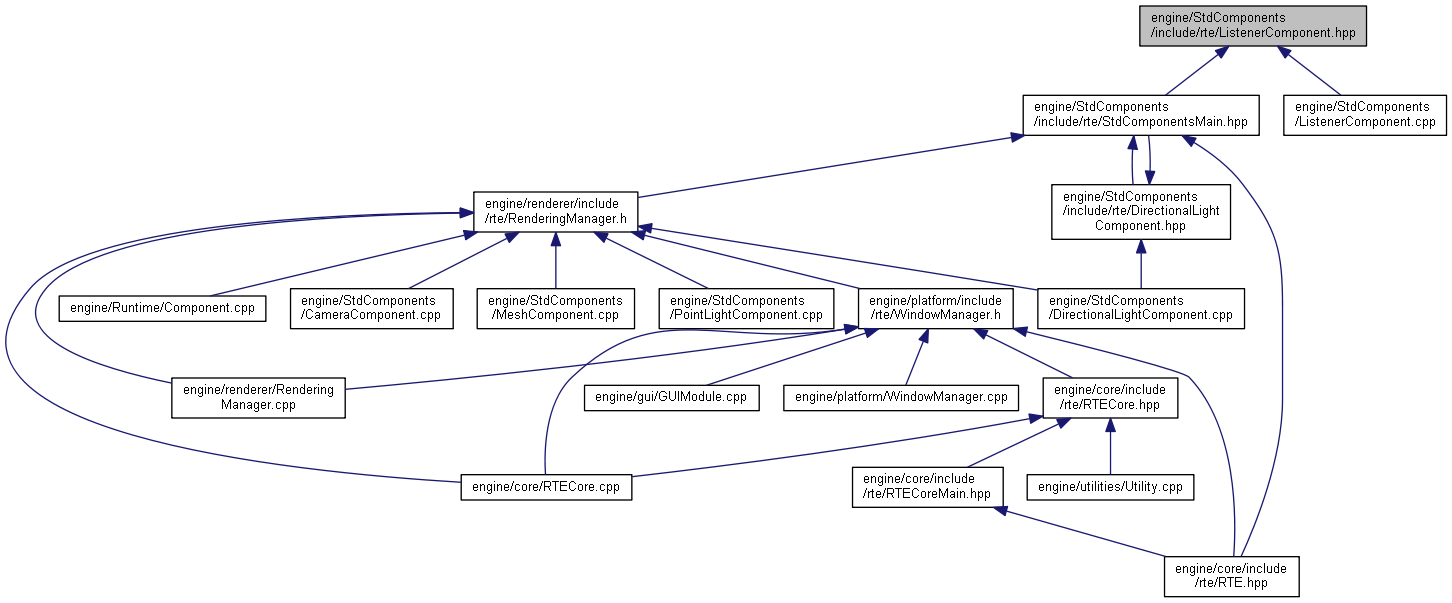 engine/StdComponents
/include/rte/ListenerComponent.hpp
engine/StdComponents
/include/rte/StdComponentsMain.hpp
engine/StdComponents
/ListenerComponent.cpp
engine/renderer/include
/rte/RenderingManager.h
engine/StdComponents
/include/rte/DirectionalLight
Component.hpp
engine/Runtime/Component.cpp
engine/StdComponents
/CameraComponent.cpp
engine/StdComponents
/MeshComponent.cpp
engine/StdComponents
/PointLightComponent.cpp
engine/platform/include
/rte/WindowManager.h
engine/StdComponents
/DirectionalLightComponent.cpp
engine/renderer/Rendering
Manager.cpp
engine/gui/GUIModule.cpp
engine/platform/WindowManager.cpp
engine/core/include
/rte/RTECore.hpp
engine/core/RTECore.cpp
engine/core/include
/rte/RTECoreMain.hpp
engine/utilities/Utility.cpp
engine/core/include
/rte/RTE.hpp